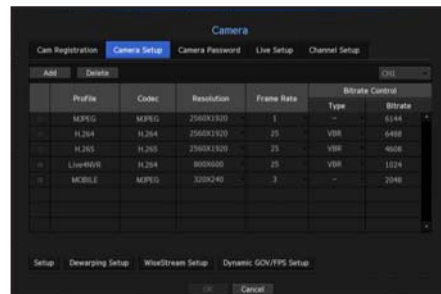 Camera
Cam Registration Camera Setup Camera Password Live Setup Channel Setup
Add Delete CH1
Profile Codec Resolution Frame Rate Bitrate Control
Type Bitrate
MJPEG MJPEG 2560X1920 1 - 6144
H.264 H.264 2560X1920 25 VBR 6488
H.265 H.265 2560X1920 25 VBR 4608
Live4NVR H.264 800X600 25 VBR 1024
MOBILE MJPEG 320X240 3 - 2048
Setup Dewarping Setup WiseStream Setup Dynamic GOV/FPS Setup
OK Cancel